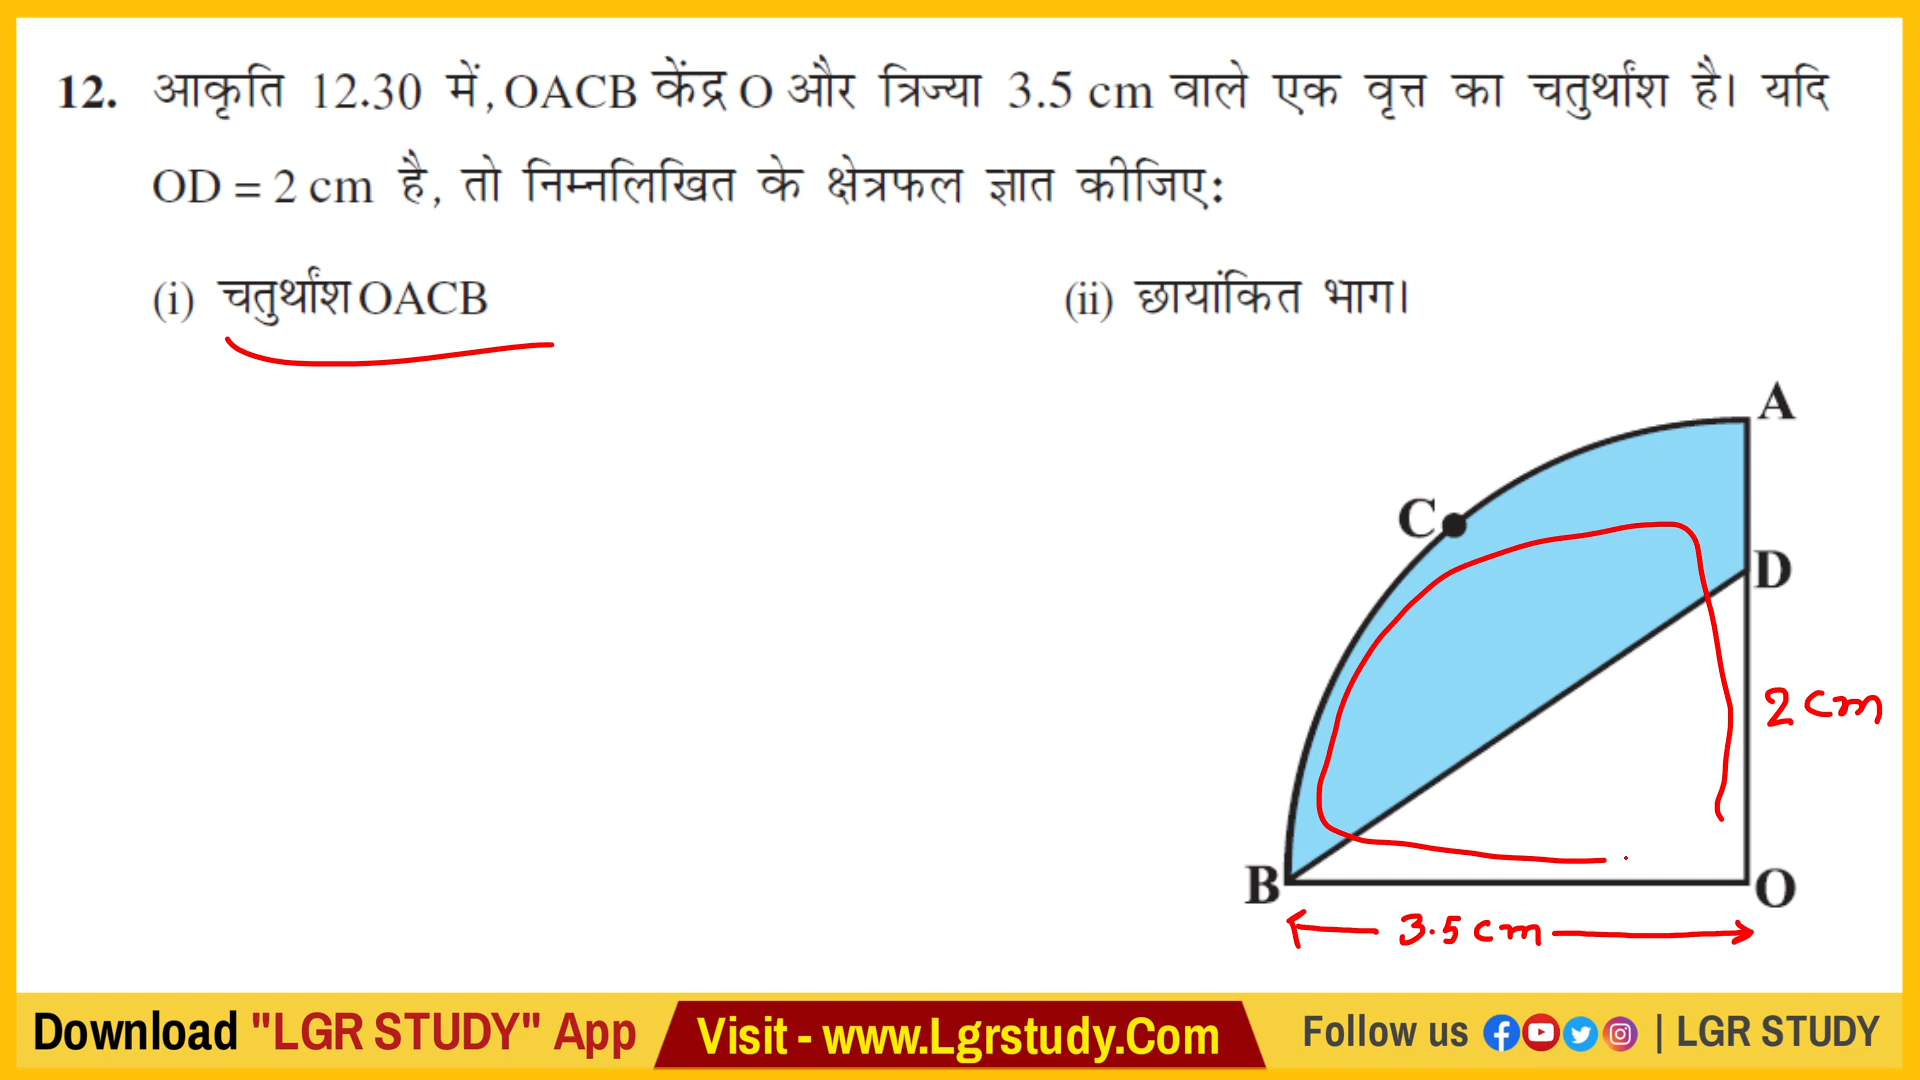 12. आकृति 12.30 में, OACB केंद्र O और त्रिज्या 3.5 cm वाले एक वृत्त का चतुर्थांश है। यदि
OD = 2 cm है, तो निम्नलिखित के क्षेत्रफल ज्ञात कीजिए:
(i) चतुर्थांश OACB (ii) छायांकित भाग।
A
C
D
2 cm
B
O
3.5 cm
Download "LGR STUDY" App Visit - www.Lgrstudy.Com Follow us | LGR STUDY